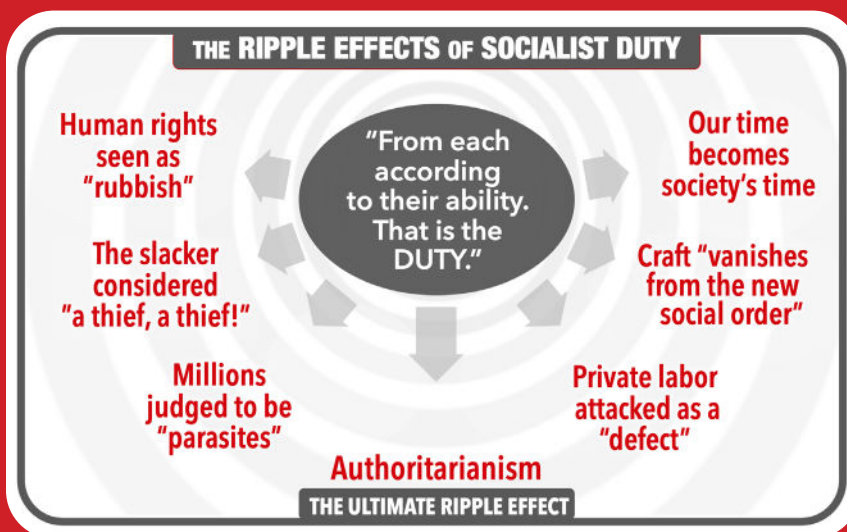 THE RIPPLE EFFECTS OF SOCIALIST DUTY
"From each
according
to their ability.
That is the
DUTY."
Human rights
seen as
"rubbish"
The slacker
considered
"a thief, a thief!"
Millions
judged to be
"parasites"
Our time
becomes
society's time
Craft "vanishes
from the new
social order"
Private labor
attacked as a
"defect"
Authoritarianism
THE ULTIMATE RIPPLE EFFECT